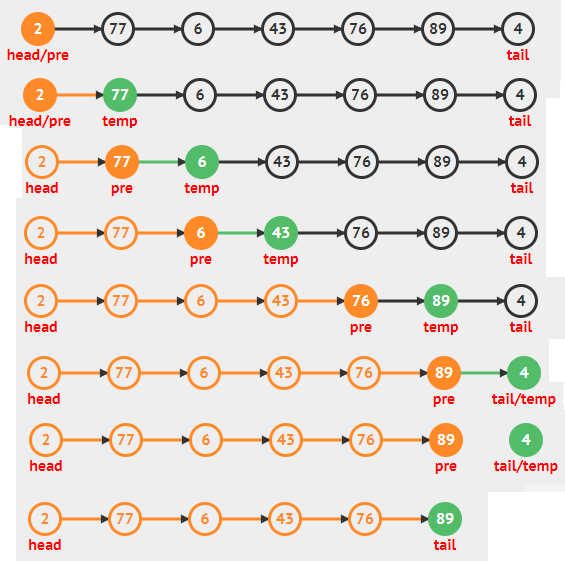 2 77 6 43 76 89 4
head/pre tail
2 77 6 43 76 89 4
head/pre temp tail
2 77 6 43 76 89 4
head pre temp tail
2 77 6 43 76 89 4
head pre temp tail
2 77 6 43 76 89 4
head pre temp tail
2 77 6 43 76 89 4
head pre tail/temp
2 77 6 43 76 89 4
head pre tail/temp
2 77 6 43 76 89
head tail